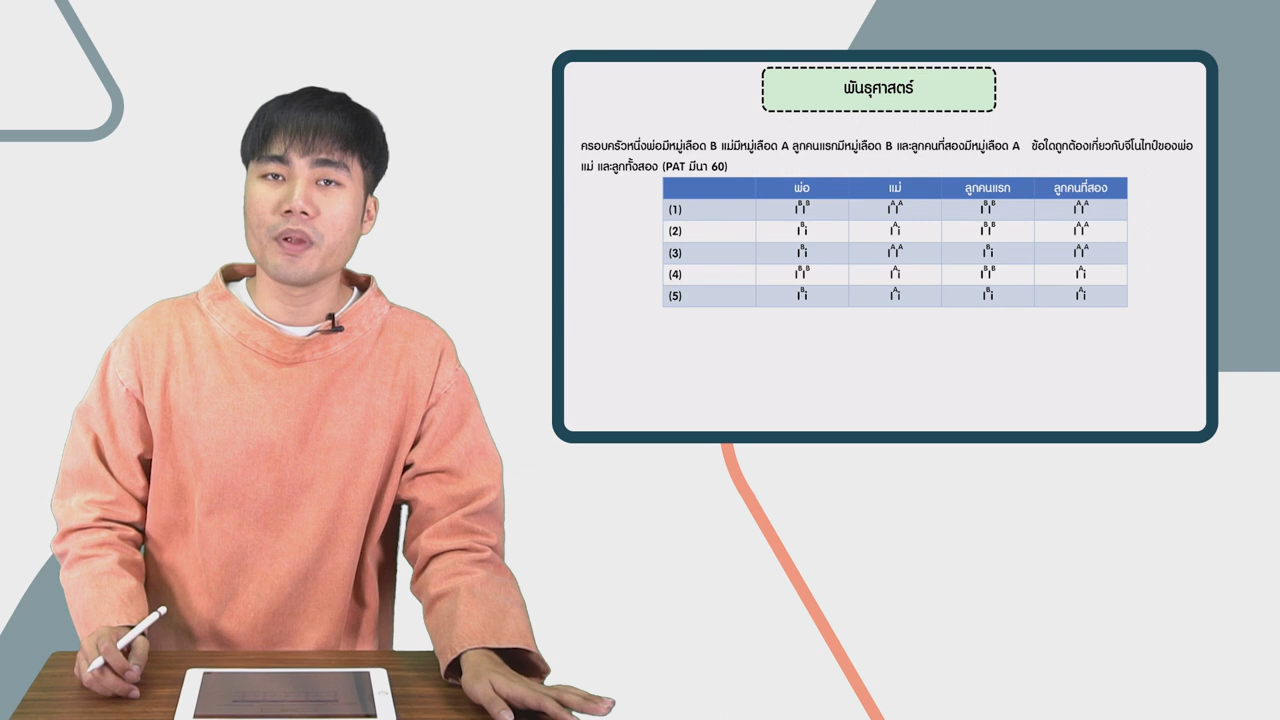 พันธุศาสตร์
ครอบครัวหนึ่งพ่อมีหมู่เลือด B แม่มีหมู่เลือด A ลูกคนแรกมีหมู่เลือด B และลูกคนที่สองมีหมู่เลือด A ข้อใดถูกต้องเกี่ยวกับจีโนไทป์ของพ่อ
แม่ และลูกทั้งสอง (PAT มีนา 60)
พ่อ แม่ ลูกคนแรก ลูกคนที่สอง
(1) IᴮIᴮ IᴬIᴬ IᴮIᴮ IᴬIᴬ
(2) Iᴮi Iᴬi IᴮIᴮ IᴬIᴬ
(3) Iᴮi IᴬIᴬ Iᴮi IᴬIᴬ
(4) IᴮIᴮ Iᴬi IᴮIᴮ Iᴬi
(5) Iᴮi Iᴬi Iᴮi Iᴬi